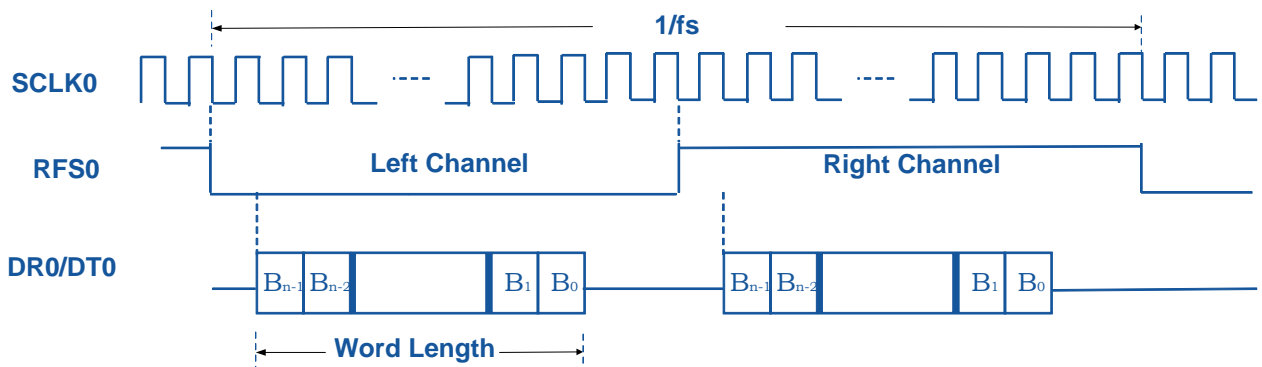 1/fs
SCLK0
RFS0 Left Channel Right Channel
DR0/DT0 Bn-1 Bn-2 B1 B0 Bn-1 Bn-2 B1 B0
Word Length